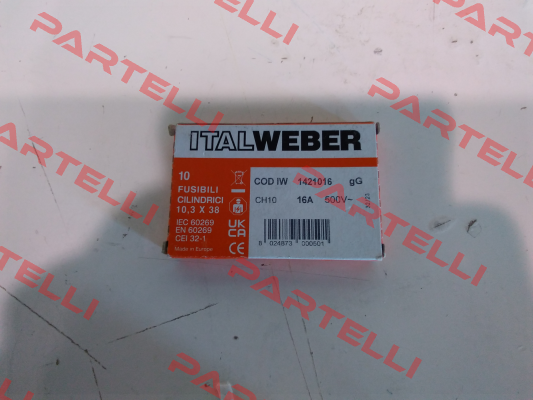 ITALWEBER
10
FUSIBILI
CILINDRICI
10,3 X 38
IEC 60269
EN 60269
CEI 32-1
Made in Europe
COD IW 1421016 gG
CH10 16A 500V~
UK
CA
CE
8 024873 000501
PARTELLI
PARTELLI
PARTELLI
PARTELLI
PARTELLI
PARTELLI